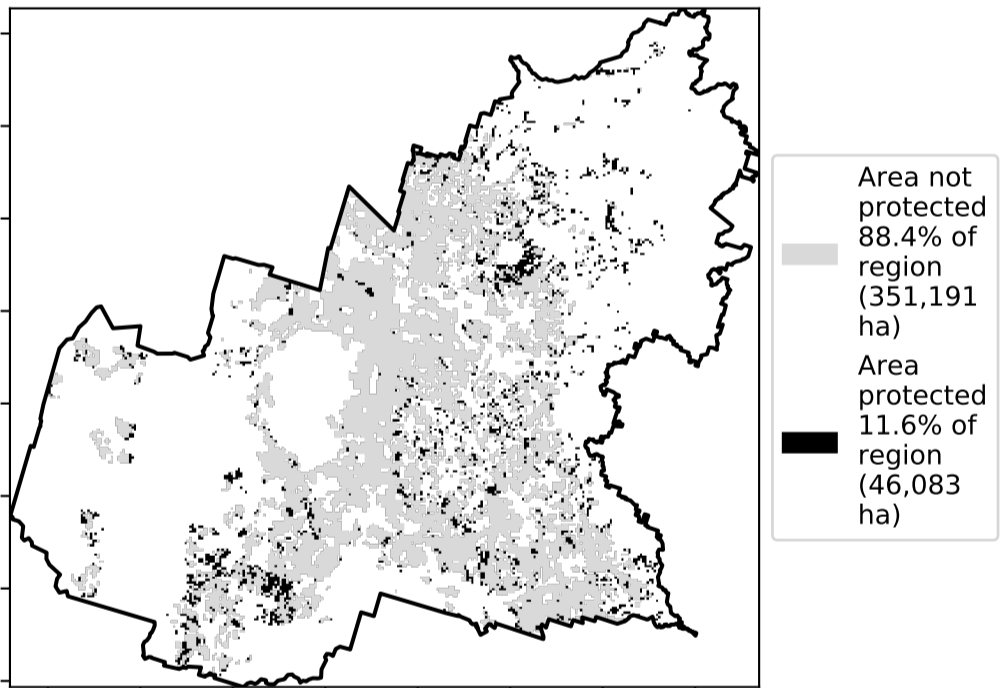 Area not
protected
88.4% of
region
(351,191
ha)
Area
protected
11.6% of
region
(46,083
ha)